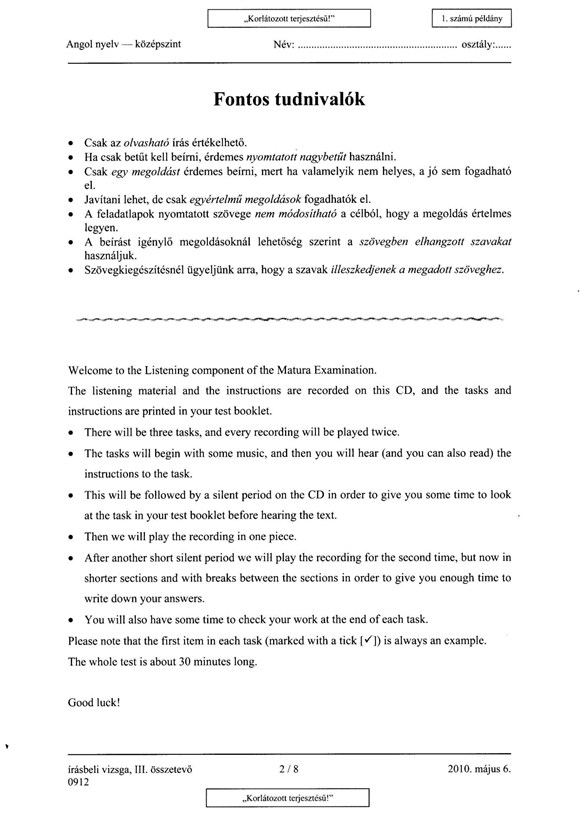 „Korlátozott terjesztésű!”
1. számú példány
Angol nyelv — középszint Név: ............................................................ osztály:......
Fontos tudnivalók
• Csak az olvasható írás értékelhető.
• Ha csak betűt kell beírni, érdemes nyomtatott nagybetűt használni.
• Csak egy megoldást érdemes beírni, mert ha valamelyik nem helyes, a jó sem fogadható
el.
• Javítani lehet, de csak egyértelmű megoldások fogadhatók el.
• A feladatlapok nyomtatott szövege nem módosítható a célból, hogy a megoldás értelmes
legyen.
• A beírást igénylő megoldásoknál lehetőség szerint a szövegben elhangzott szavakat
használjuk.
• Szövegkiegészítésnél ügyeljünk arra, hogy a szavak illeszkedjenek a megadott szöveghez.
Welcome to the Listening component of the Matura Examination.
The listening material and the instructions are recorded on this CD, and the tasks and
instructions are printed in your test booklet.
• There will be three tasks, and every recording will be played twice.
• The tasks will begin with some music, and then you will hear (and you can also read) the
instructions to the task.
• This will be followed by a silent period on the CD in order to give you some time to look
at the task in your test booklet before hearing the text.
• Then we will play the recording in one piece.
• After another short silent period we will play the recording for the second time, but now in
shorter sections and with breaks between the sections in order to give you enough time to
write down your answers.
• You will also have some time to check your work at the end of each task.
Please note that the first item in each task (marked with a tick [✓]) is always an example.
The whole test is about 30 minutes long.
Good luck!
írásbeli vizsga, III. összetevő 2 / 8 2010. május 6.
0912
„Korlátozott terjesztésű!”